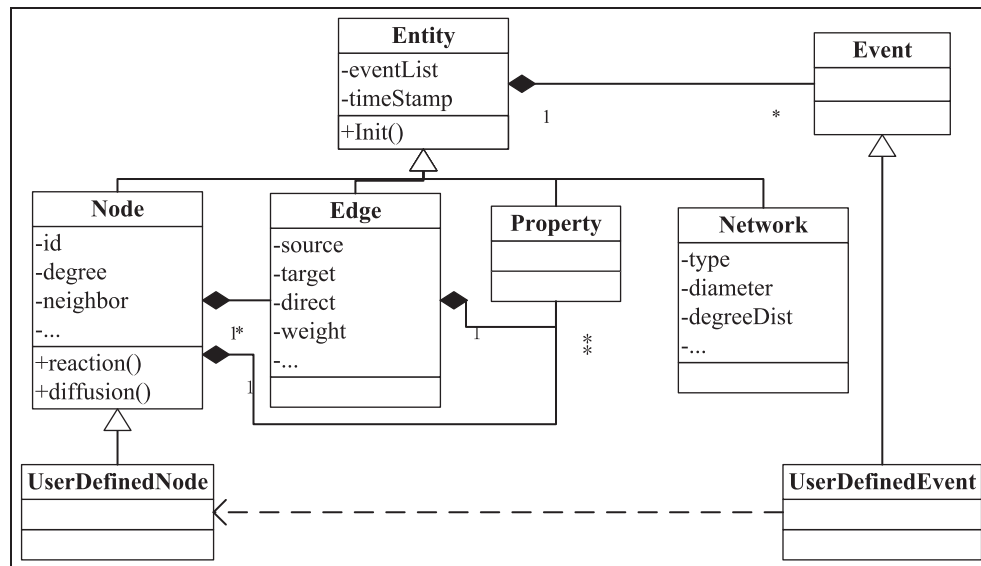 Entity
-eventList
-timeStamp
+Init()
Event
1
*
Node
-id
-degree
-neighbor
-...
+reaction()
+diffusion()
Edge
-source
-target
-direct
-weight
-...
Property
Network
-type
-diameter
-degreeDist
-...
1*
1
1
*
*
UserDefinedNode
UserDefinedEvent